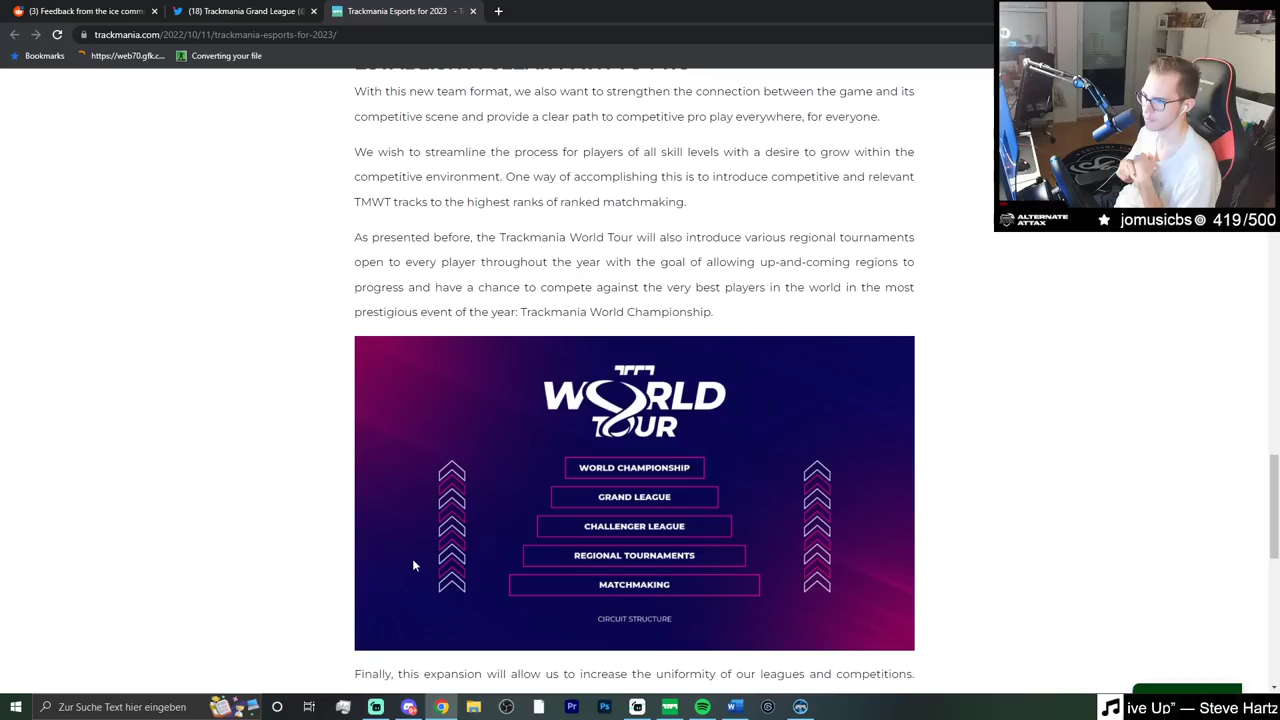 (3) Feedback from the ice comm
(18) Trackmania Grand League
Trackmania Esports for 2023 - T
trackmania.com/2022/10/11/trackmania-esports-for-2023/
Bookmarks
https://web70.gfk.c...
Converting your file
With this new team format, we also want to strengthen the connection between the game and its
competitive scene and provide a clear path to competitive pro play everywhere, for everyone.
We wish to streamline the process for players of all skill levels with a desire to grow within the
competitive environment. One way of accomplishing this is to introduce competitive and relevant
TMWT tracks to the highest ranks of ranked matchmaking.
As presented before, the Trackmania World Tour will also introduce various regional tournaments
open to every player throughout the year with the goal of allowing up-and-coming regions to
progress and have a chance to compete against the very best players in the world in the most
prestigious event of the year: Trackmania World Championship.
WORLD
TOUR
WORLD CHAMPIONSHIP
GRAND LEAGUE
CHALLENGER LEAGUE
REGIONAL TOURNAMENTS
MATCHMAKING
CIRCUIT STRUCTURE
Finally, this expansion will allow us to increase the uniformity of our leagues and competitions.
ALTERNATE
ATTAX
jomusicbs
419/500
Zur Suche Text hier eingeben
ive Up" — Steve Hartz